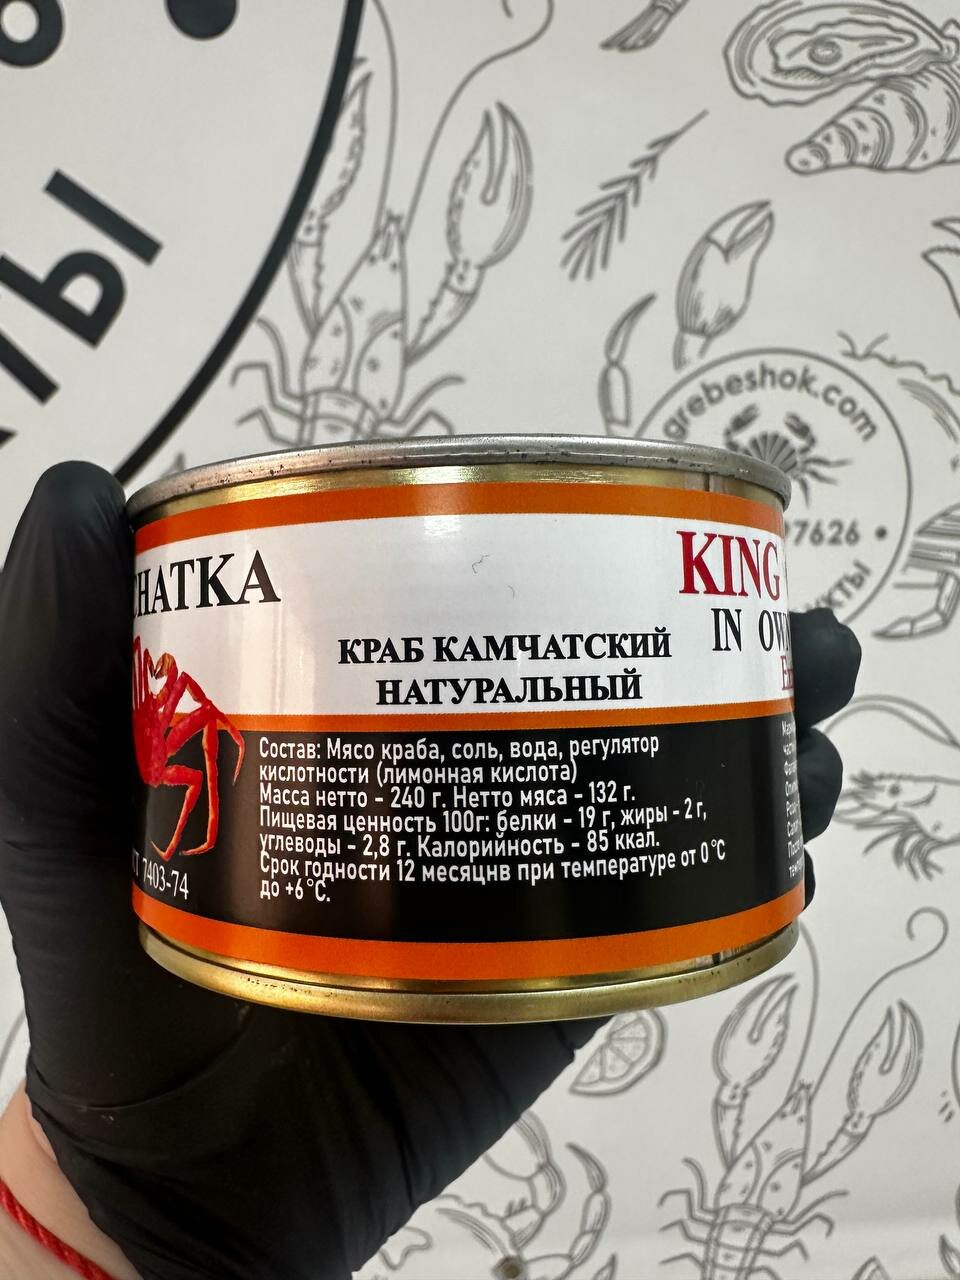 grebeshok.com
7626 •
СНАТКА
KING
IN OW
КРАБ КАМЧАТСКИЙ
НАТУРАЛЬНЫЙ
Состав: Мясо краба, соль, вода, регулятор
кислотности (лимонная кислота)
Масса нетто - 240 г. Нетто мяса - 132 г.
Пищевая ценность 100г: белки - 19 г, жиры - 2 г,
углеводы - 2,8 г. Калорийность - 85 ккал.
Срок годности 12 месяцнв при температуре от 0°С
до +6°С.
7403-74